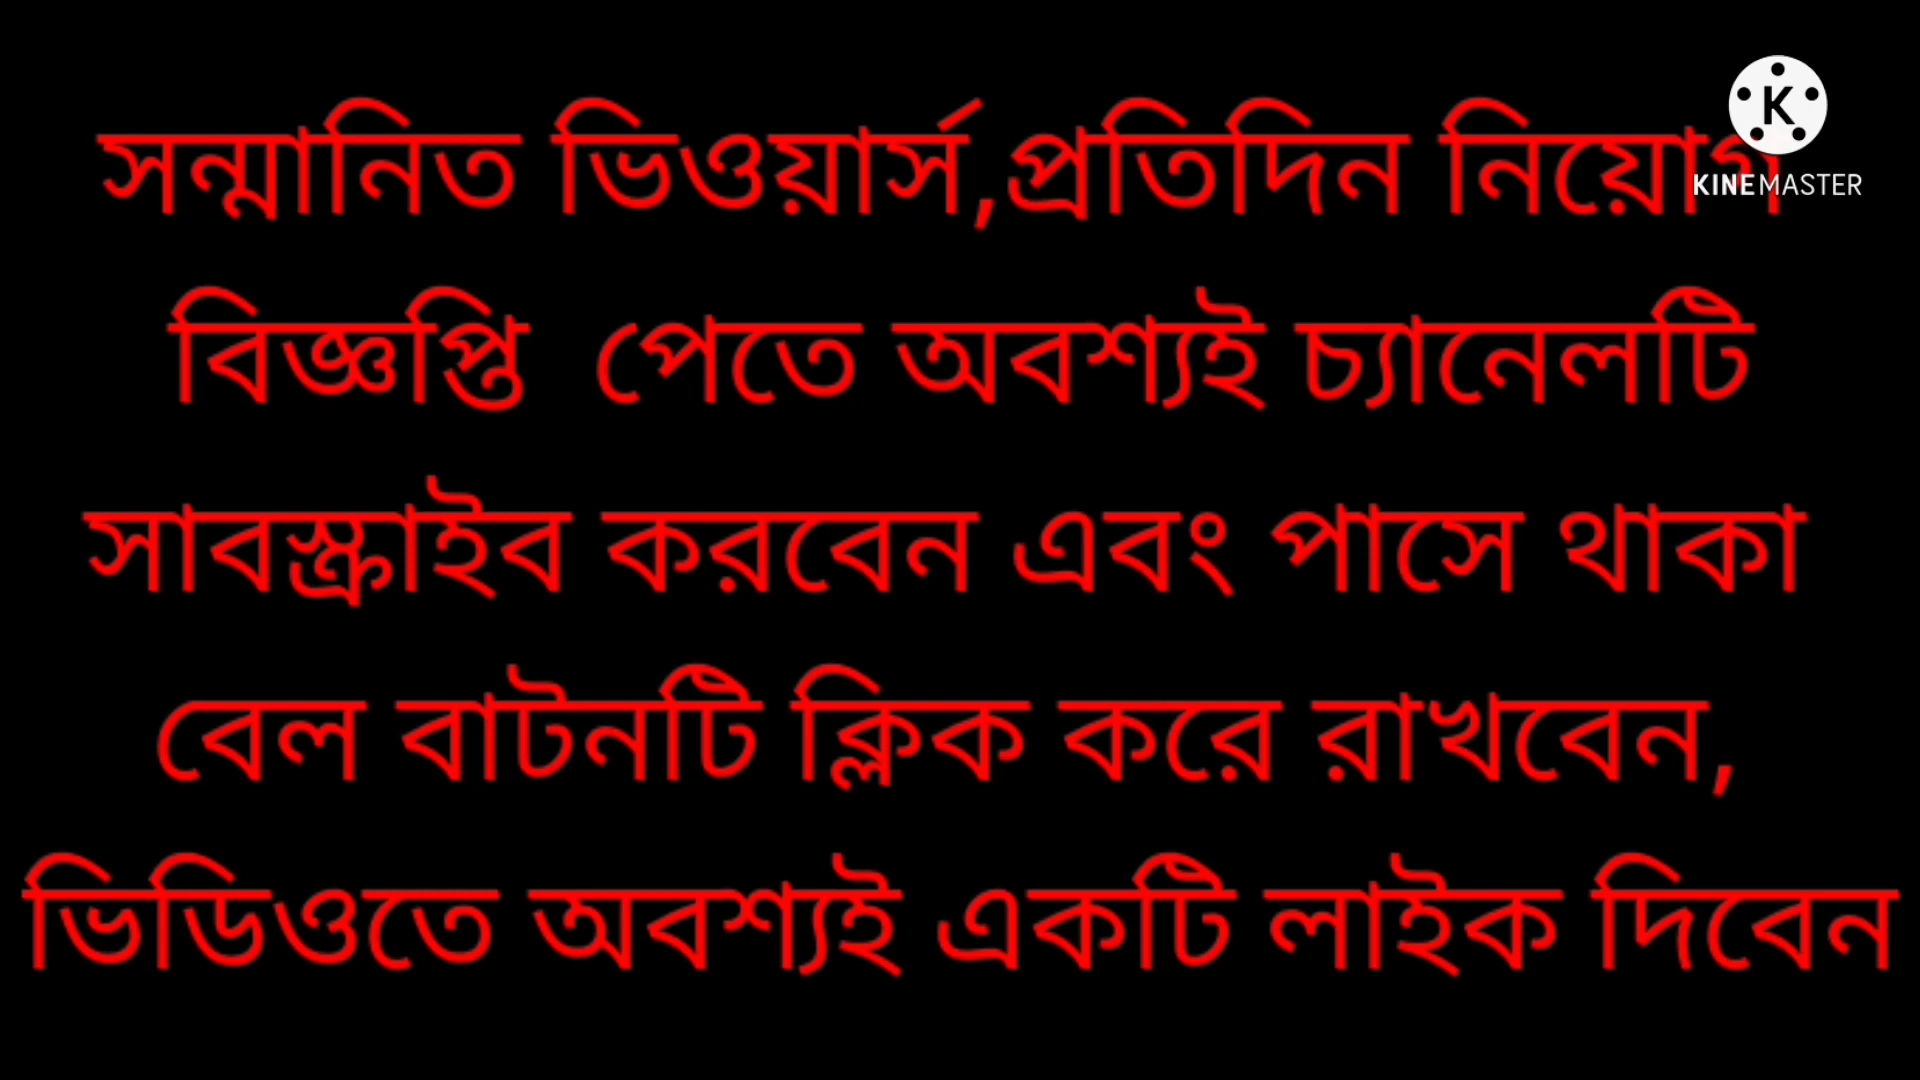 সন্মানিত ভিওয়ার্স,প্রতিদিন নিয়োগ
KINEMASTER
বিজ্ঞপ্তি পেতে অবশ্যই চ্যানেলটি
সাবস্ক্রাইব করবেন এবং পাসে থাকা
বেল বাটনটি ক্লিক করে রাখবেন,
ভিডিওতে অবশ্যই একটি লাইক দিবেন